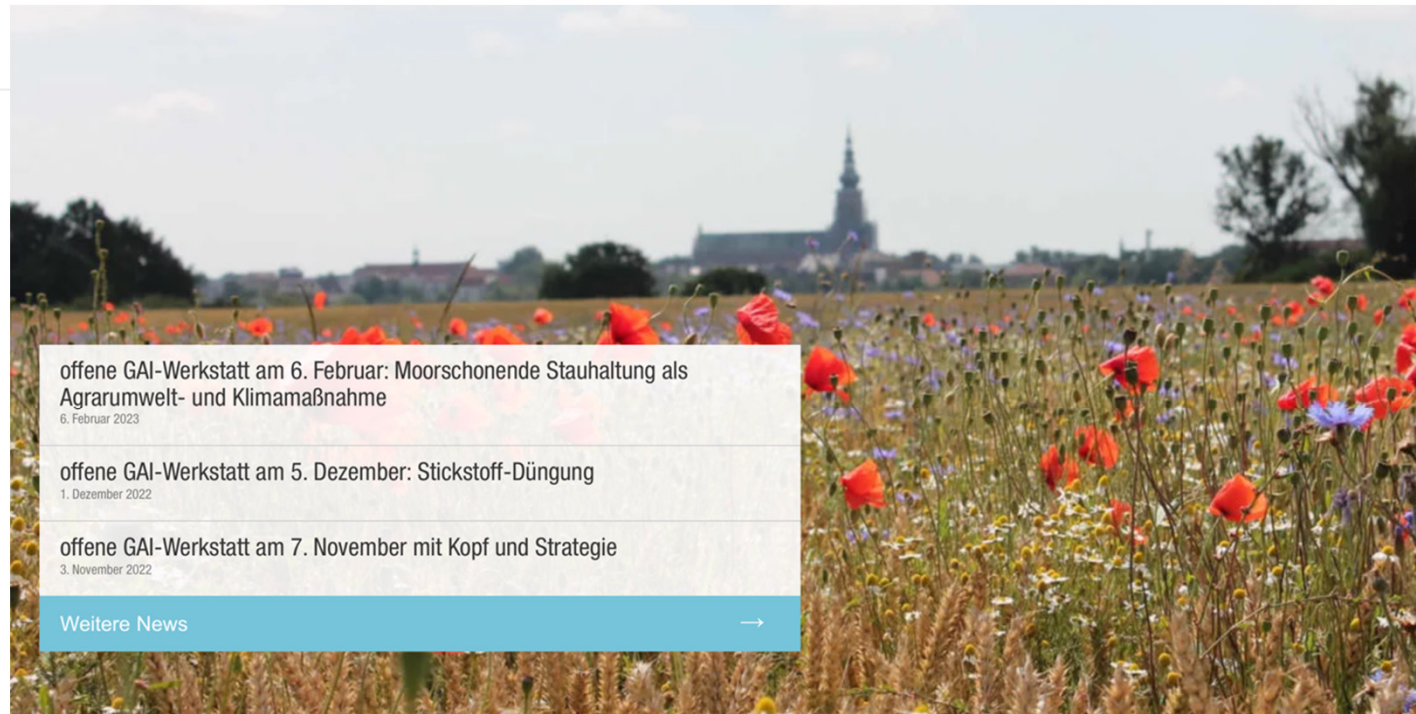 offene GAI-Werkstatt am 6. Februar: Moorschonende Stauhaltung als
Agrarumwelt- und Klimamaßnahme
6. Februar 2023
offene GAI-Werkstatt am 5. Dezember: Stickstoff-Düngung
1. Dezember 2022
offene GAI-Werkstatt am 7. November mit Kopf und Strategie
3. November 2022
Weitere News →